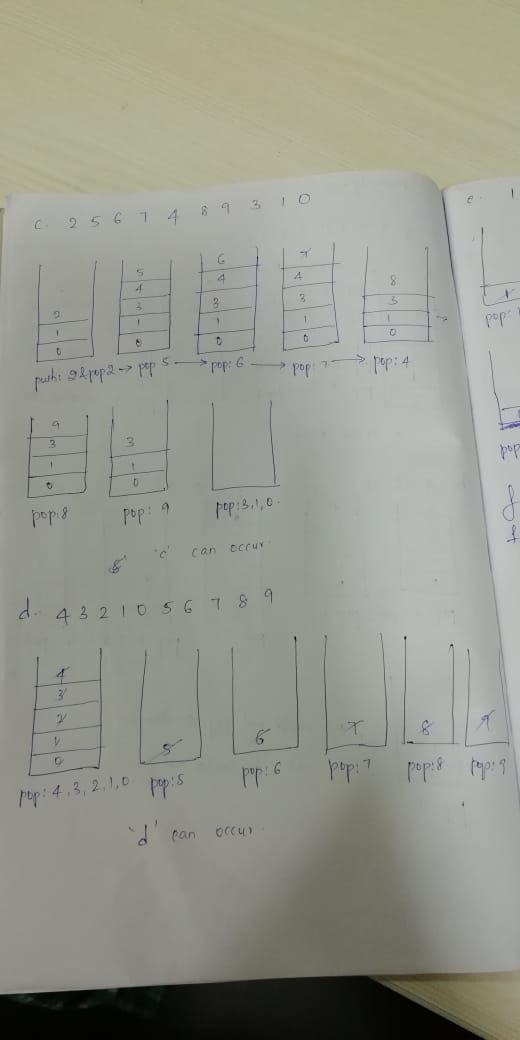 c. 2 5 6 7 4 8 9 3 1 0
2 5 6 7 8
1 4 4 4 3
0 3 3 3 1
1 1 1 0
0 0 0
push: 2 & pop 2 → pop 5 → pop: 6 → pop: 7 → pop: 4
9 3
3 1
1 0
0
pop: 8 pop: 9 pop: 3, 1, 0.
'c' can occur.
d. 4 3 2 1 0 5 6 7 8 9
4
3
2
1
0 5 6 7 8 9
pop: 4, 3, 2, 1, 0. pop: 5 pop: 6 pop: 7 pop: 8 pop: 9
'd' can occur.
e. 1
1
pop:
pop